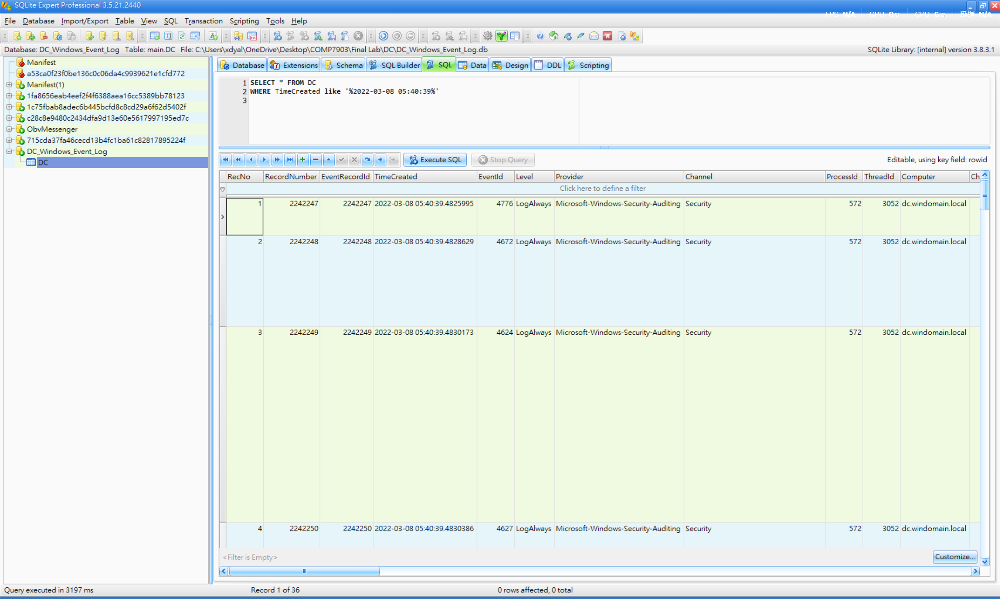 SQLite Expert Professional 3.5.21.2440
FPS N/A GPU 0% CPU 6% 延遲 N/A
File Database Import/Export Table View SQL Transaction Scripting Tools Help
Database: DC_Windows_Event_Log Table: main.DC File: C:\Users\xdyal\OneDrive\Desktop\COMP7903\Final Lab\DC\DC_Windows_Event_Log.db SQLite Library: [internal] version 3.8.3.1
Manifest
a53ca0f23f0be136c0c06da4c9939621e1cfd772
Manifest(1)
1fa8656eab4eef2f4f6388aea16cc5389bb78123
1c75fbab8adec6b445bcfd8c8cd29a6f62d5402f
c28c8e9480c2434dfa9d13e60e5617997195ed7c
ObvMessenger
715cda37fa46cecd13b4fc1ba61c82817895224f
DC_Windows_Event_Log
DC
Database Extensions Schema SQL Builder SQL Data Design DDL Scripting
1 SELECT * FROM DC
2 WHERE TimeCreated like '%2022-03-08 05:40:39%'
3
Execute SQL Stop Query Editable, using key field: rowid
RecNo RecordNumber EventRecordId TimeCreated EventId Level Provider Channel ProcessId ThreadId Computer Ch
Click here to define a filter
1 2242247 2242247 2022-03-08 05:40:39.4825995 4776 LogAlways Microsoft-Windows-Security-Auditing Security 572 3052 dc.windomain.local
2 2242248 2242248 2022-03-08 05:40:39.4828629 4672 LogAlways Microsoft-Windows-Security-Auditing Security 572 3052 dc.windomain.local
3 2242249 2242249 2022-03-08 05:40:39.4830173 4624 LogAlways Microsoft-Windows-Security-Auditing Security 572 3052 dc.windomain.local
4 2242250 2242250 2022-03-08 05:40:39.4830386 4627 LogAlways Microsoft-Windows-Security-Auditing Security 572 3052 dc.windomain.local
<Filter is Empty> Customize...
Query executed in 3197 ms Record 1 of 36 0 rows affected, 0 total